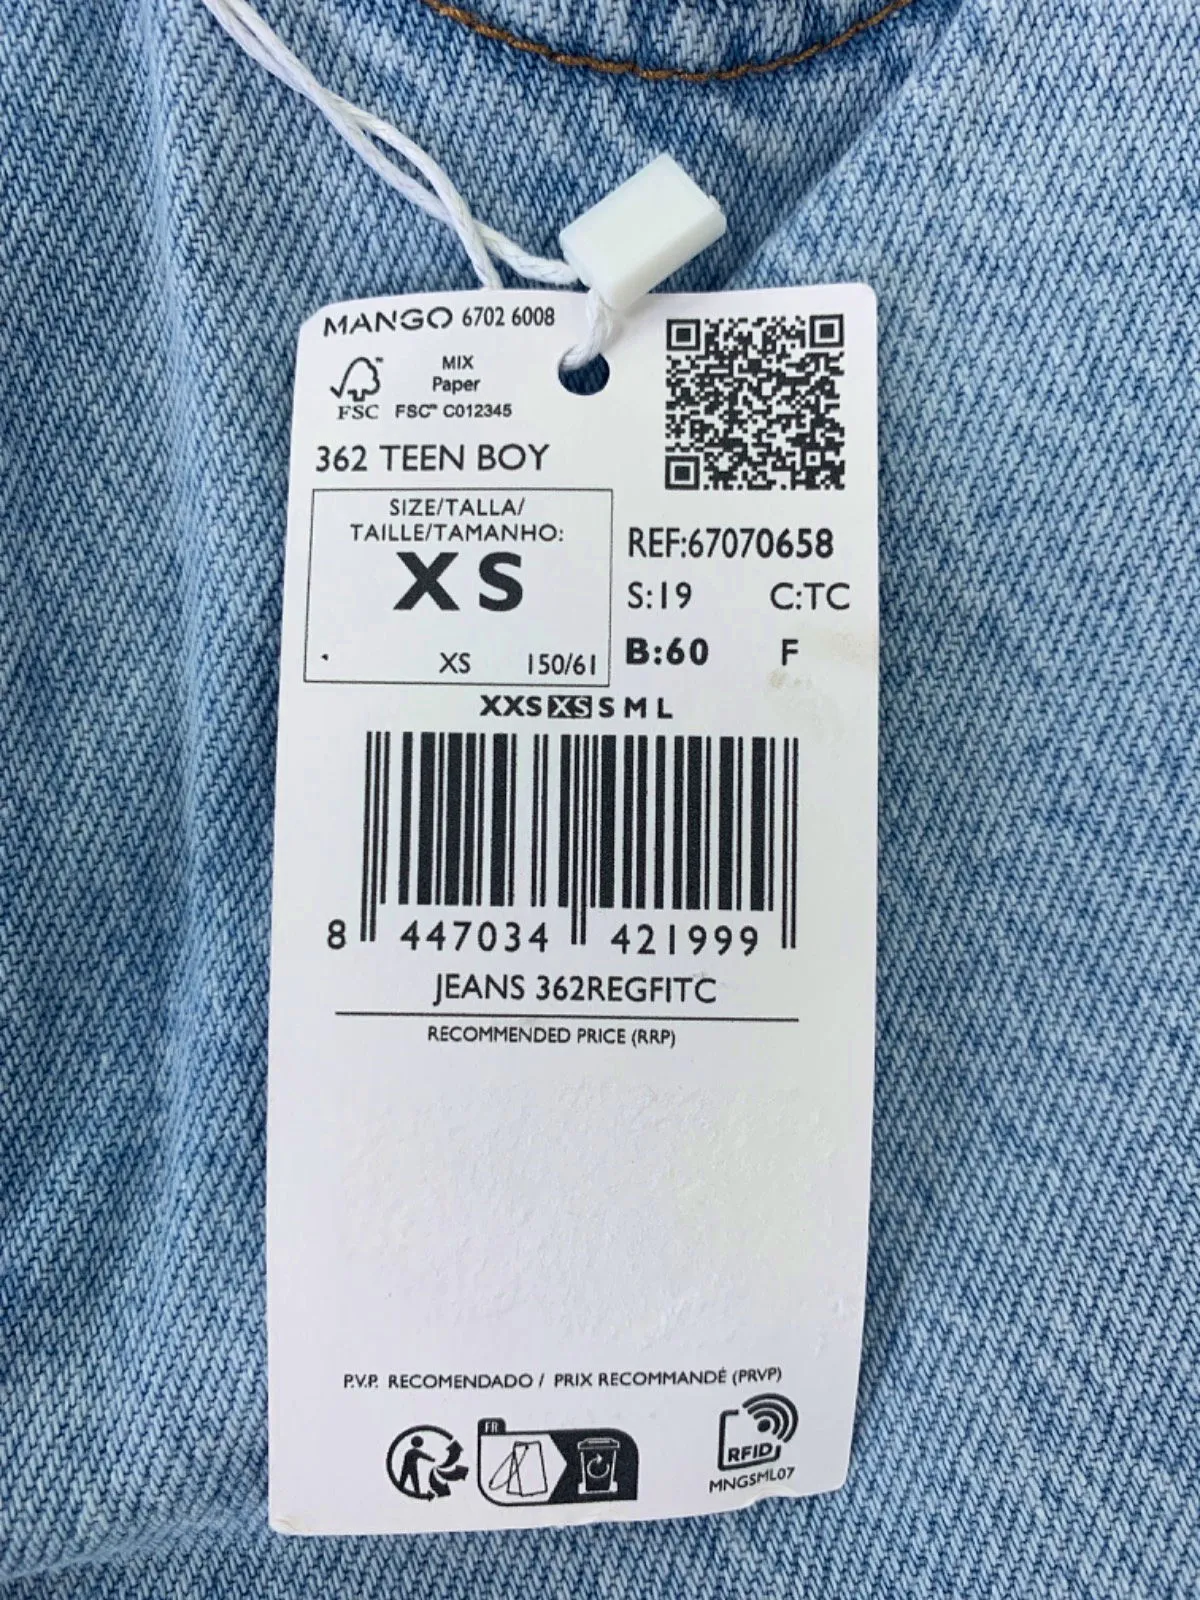 MANGO 6702 6008
MIX
Paper
FSC FSC™ C012345
362 TEEN BOY
SIZE/TALLA/
TAILLE/TAMANHO:
XS
XS 150/61
REF:67070658
S:19 C:TC
B:60 F
XXS XS S M L
8 447034 421999
JEANS 362REGFITC
RECOMMENDED PRICE (RRP)
P.V.P. RECOMENDADO / PRIX RECOMMANDÉ (PRVP)
FR
RFID
MNGSML07